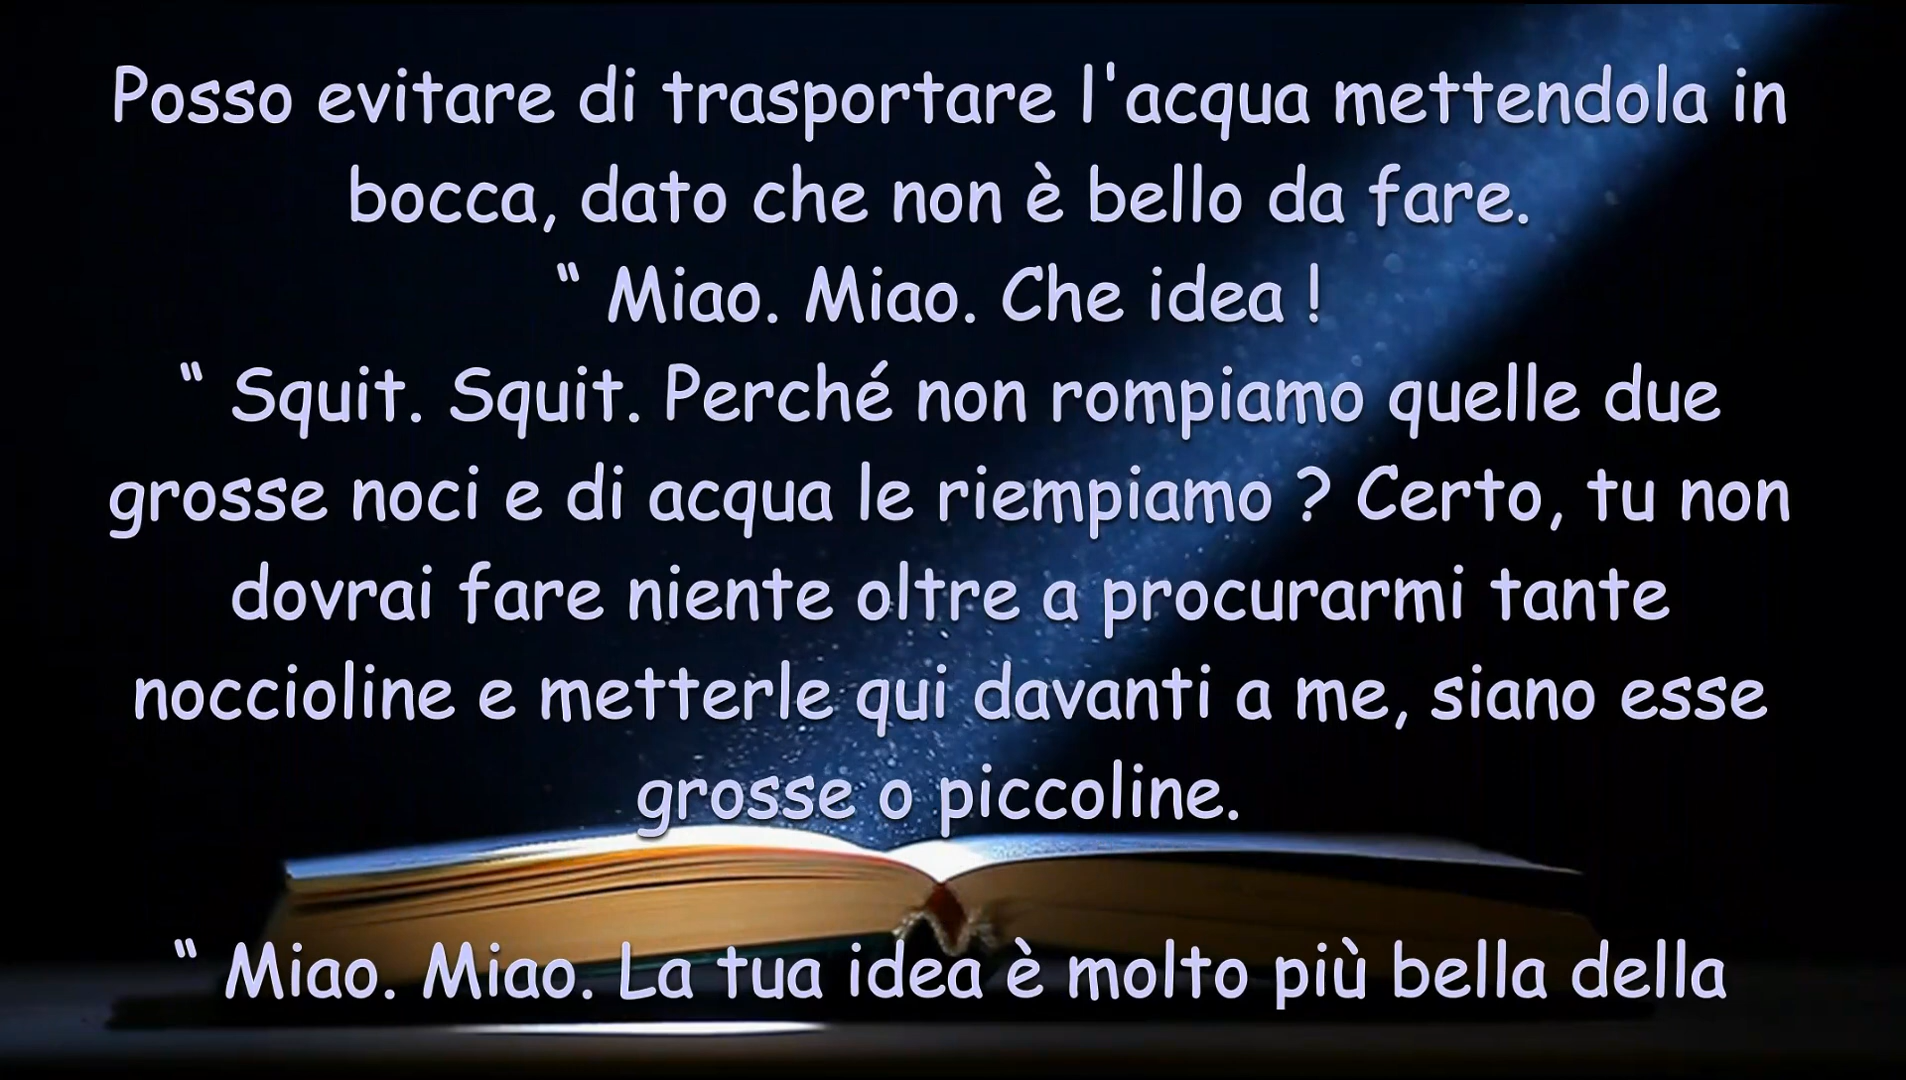 Posso evitare di trasportare l'acqua mettendola in
bocca, dato che non è bello da fare.
“ Miao. Miao. Che idea !
“ Squit. Squit. Perché non rompiamo quelle due
grosse noci e di acqua le riempiamo ? Certo, tu non
dovrai fare niente oltre a procurarmi tante
noccioline e metterle qui davanti a me, siano esse
grosse o piccoline.
“ Miao. Miao. La tua idea è molto più bella della